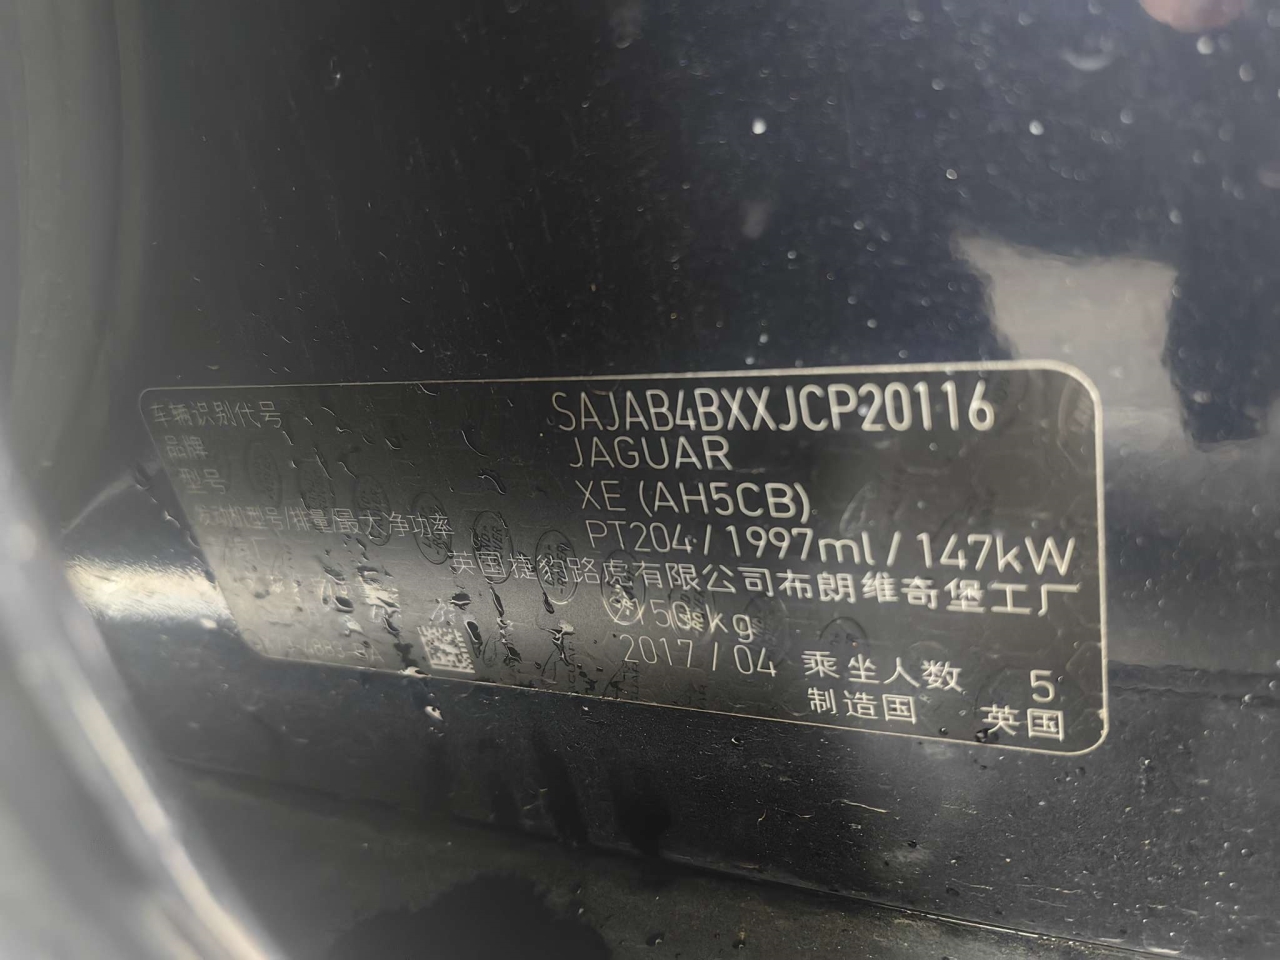 车辆识别代号 SAJAB4BXXJCP20116
品牌 JAGUAR
型号 XE (AH5CB)
发动机型号/排量/最大净功率 PT204 / 1997ml / 147kW
英国捷豹路虎有限公司布朗维奇堡工厂
kg
2017 / 04 乘坐人数 5
制造国 英国